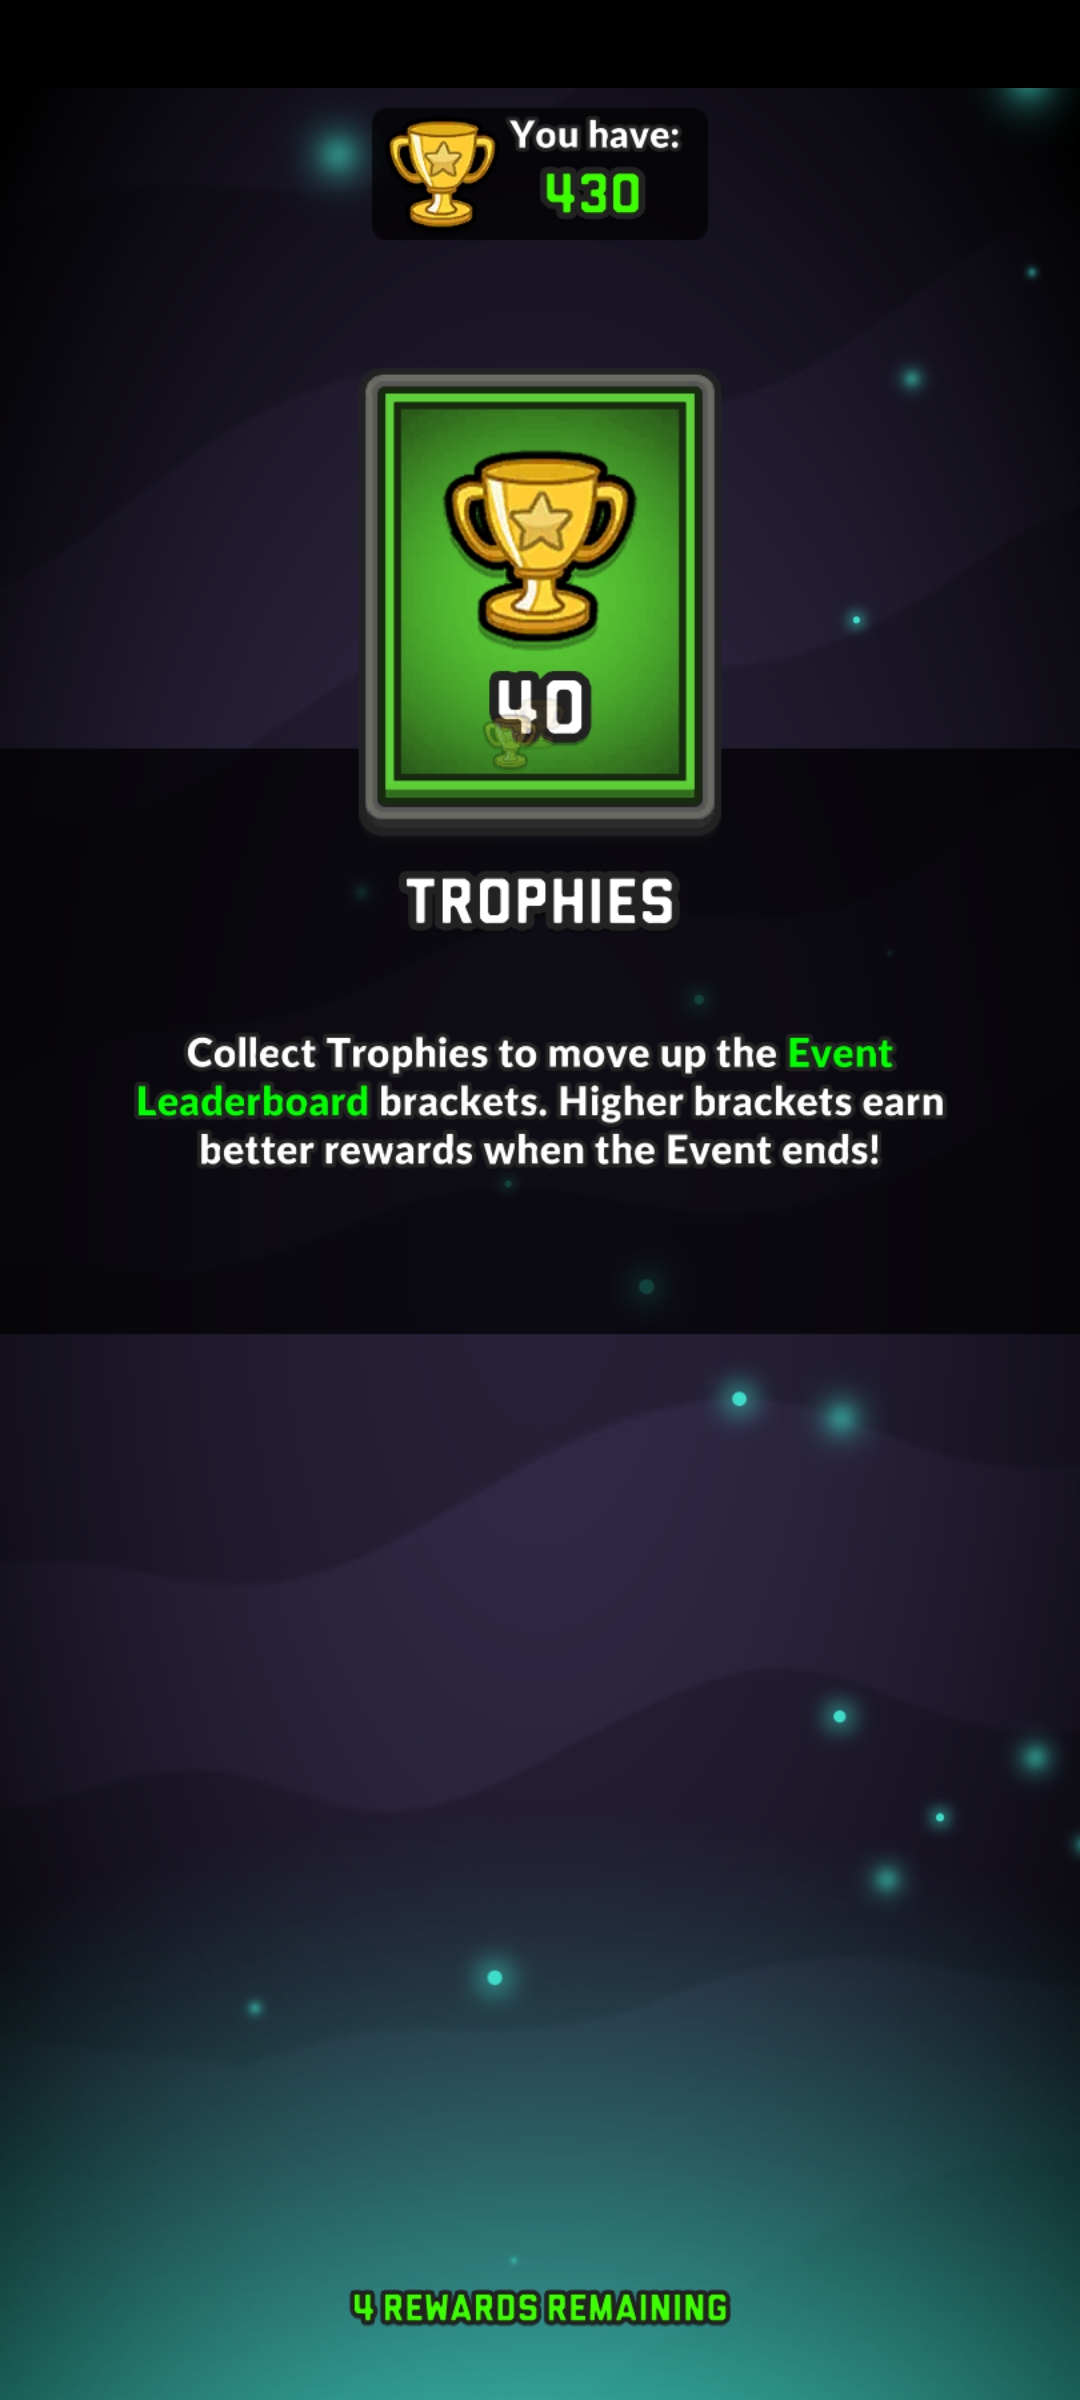 You have:
430
40
TROPHIES
Collect Trophies to move up the Event
Leaderboard brackets. Higher brackets earn
better rewards when the Event ends!
4 REWARDS REMAINING